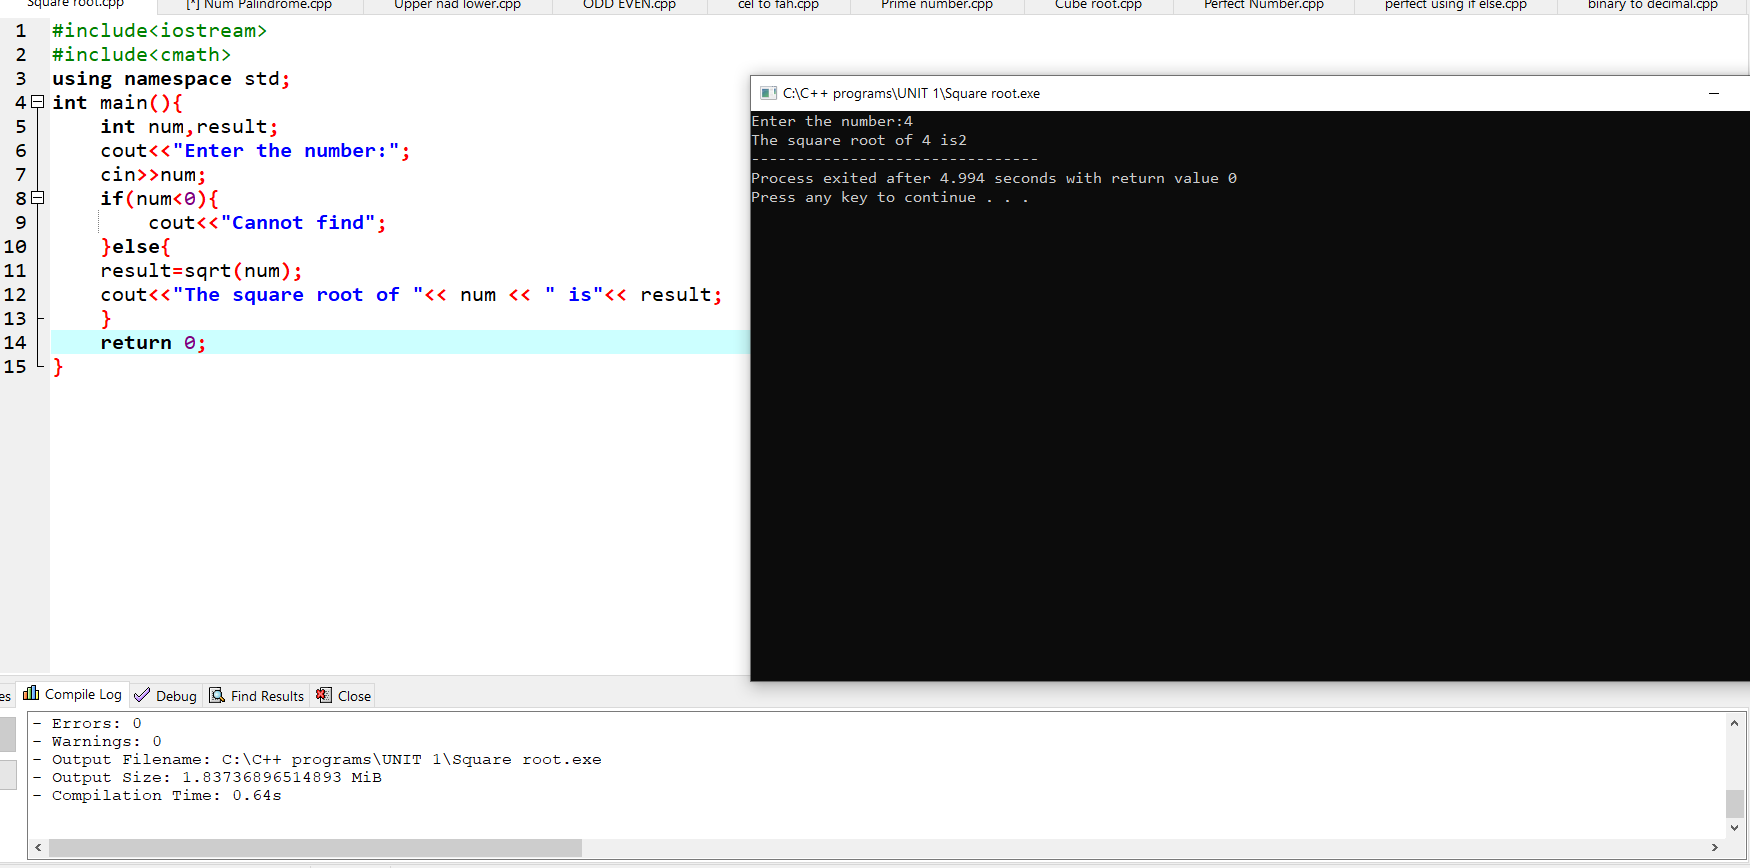 Square root.cpp [*] Num Palindrome.cpp Upper nad lower.cpp ODD EVEN.cpp cel to fah.cpp Prime number.cpp Cube root.cpp Perfect Number.cpp perfect using if else.cpp binary to decimal.cpp
1 #include<iostream>
2 #include<cmath>
3 using namespace std;
4 int main(){
5 int num,result;
6 cout<<"Enter the number:";
7 cin>>num;
8 if(num<0){
9 cout<<"Cannot find";
10 }else{
11 result=sqrt(num);
12 cout<<"The square root of "<< num << " is"<< result;
13 }
14 return 0;
15 }
C:\C++ programs\UNIT 1\Square root.exe
Enter the number:4
The square root of 4 is2
--------------------------------
Process exited after 4.994 seconds with return value 0
Press any key to continue . . .
es Compile Log Debug Find Results Close
- Errors: 0
- Warnings: 0
- Output Filename: C:\C++ programs\UNIT 1\Square root.exe
- Output Size: 1.83736896514893 MiB
- Compilation Time: 0.64s